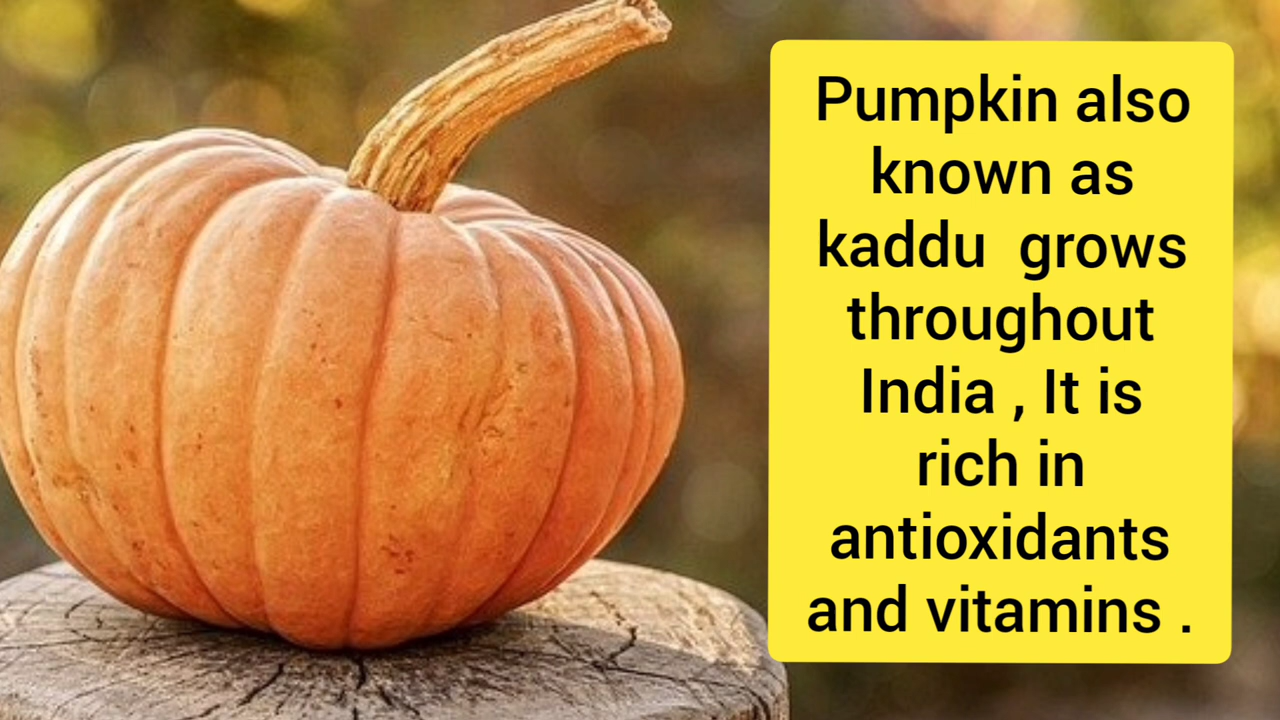 Pumpkin also
known as
kaddu  grows
throughout
India , It is
rich in
antioxidants
and vitamins .